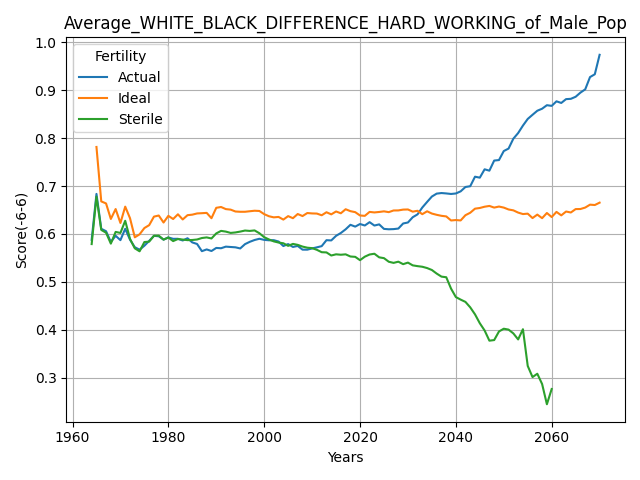 Average_WHITE_BLACK_DIFFERENCE_HARD_WORKING_of_Male_Pop
1.0
0.9
0.8
0.7
0.6
0.5
0.4
0.3
Score(-6-6)
Fertility
Actual
Ideal
Sterile
1960 1980 2000 2020 2040 2060
Years